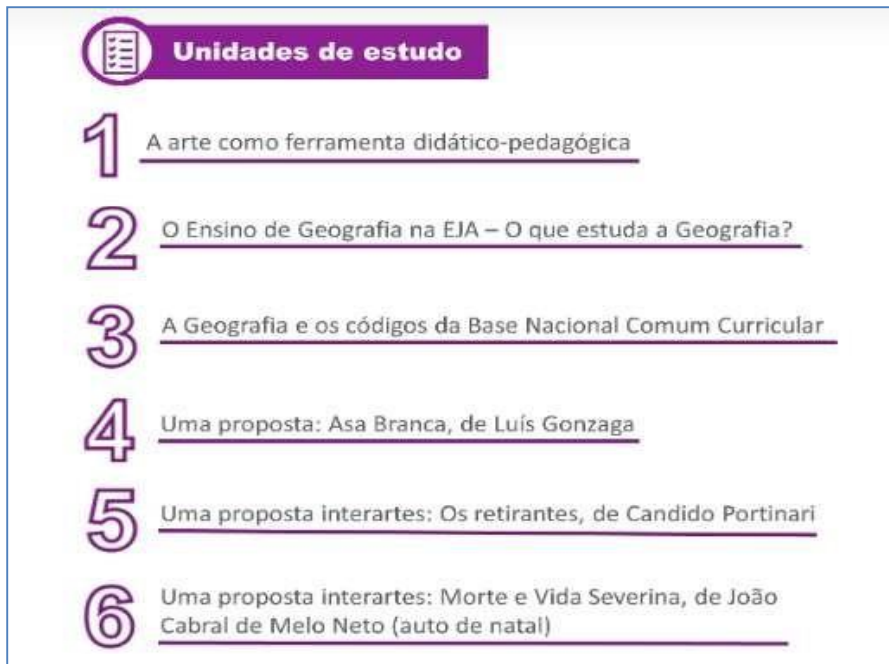 Unidades de estudo
1 A arte como ferramenta didático-pedagógica
2 O Ensino de Geografia na EJA – O que estuda a Geografia?
3 A Geografia e os códigos da Base Nacional Comum Curricular
4 Uma proposta: Asa Branca, de Luís Gonzaga
5 Uma proposta interartes: Os retirantes, de Candido Portinari
6 Uma proposta interartes: Morte e Vida Severina, de João
Cabral de Melo Neto (auto de natal)